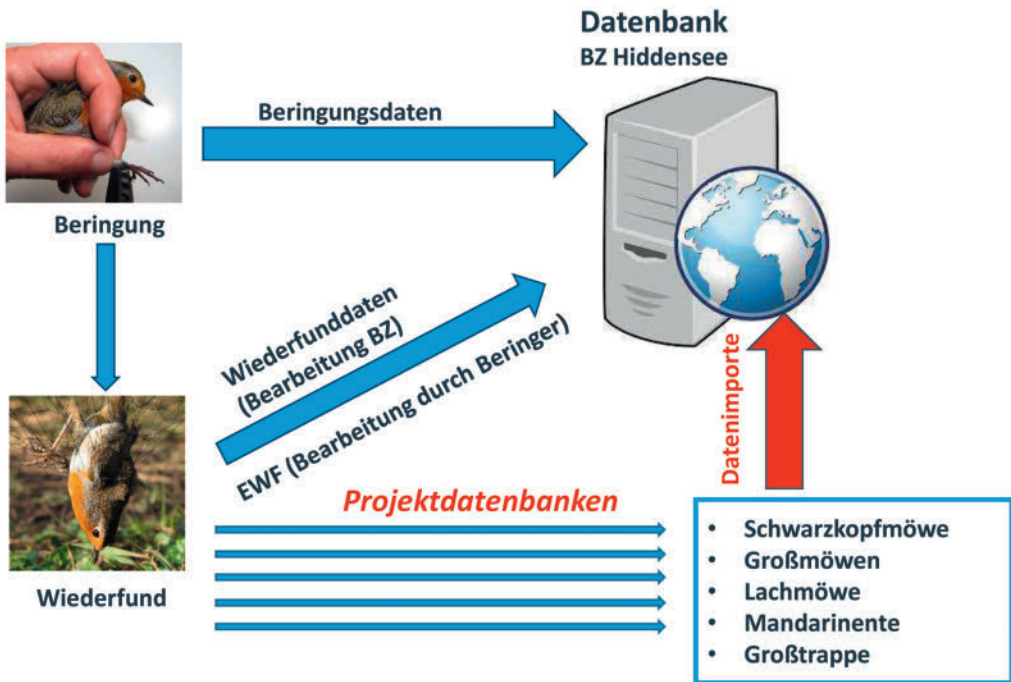 Datenbank
BZ Hiddensee
Beringungsdaten
Beringung
Wiederfunddaten
(Bearbeitung BZ)
EWF (Bearbeitung durch Beringer)
Datenimporte
Projektdatenbanken
Wiederfund
• Schwarzkopfmöwe
• Großmöwen
• Lachmöwe
• Mandarinente
• Großtrappe